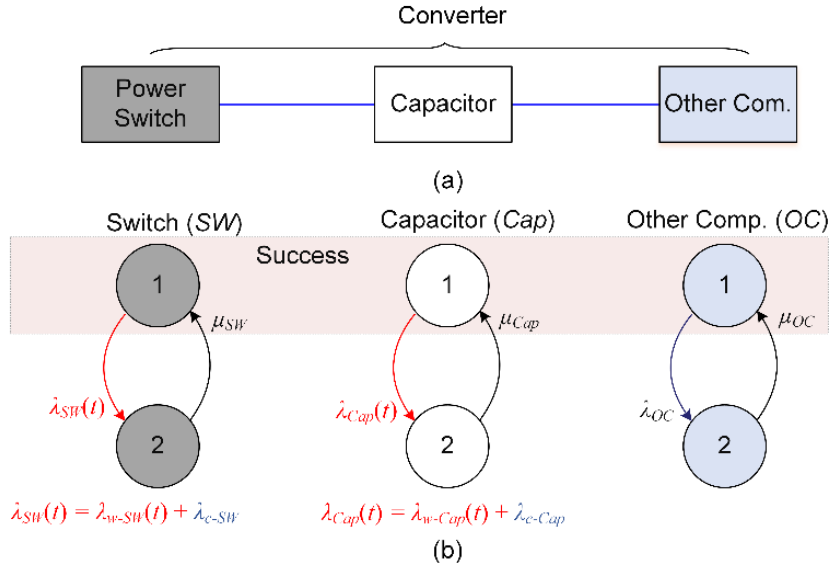 Converter
Power
Switch
Capacitor
Other Com.
(a)
Switch (SW)
Capacitor (Cap)
Other Comp. (OC)
Success
1
1
1
μSW
μCap
μOC
λSW(t)
λCap(t)
λOC
2
2
2
λSW(t) = λw-SW(t) + λc-SW
λCap(t) = λw-Cap(t) + λc-Cap
(b)